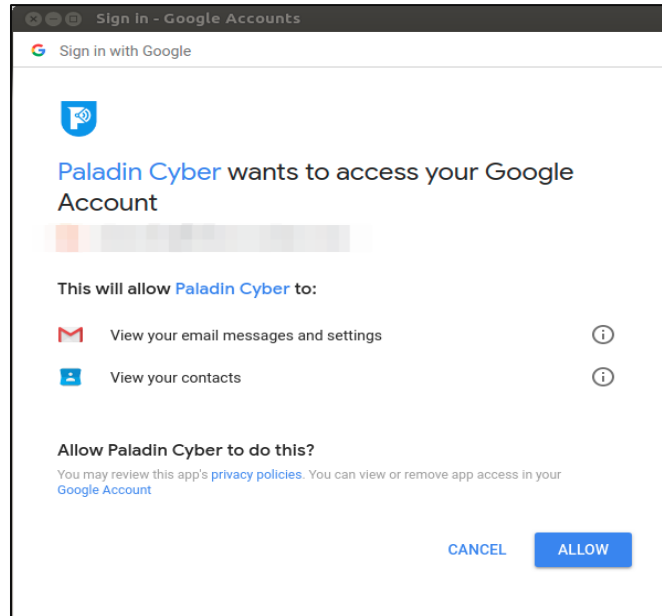 Sign in - Google Accounts
Sign in with Google
Paladin Cyber wants to access your Google
Account
This will allow Paladin Cyber to:
View your email messages and settings
View your contacts
Allow Paladin Cyber to do this?
You may review this app's privacy policies. You can view or remove app access in your
Google Account
CANCEL
ALLOW